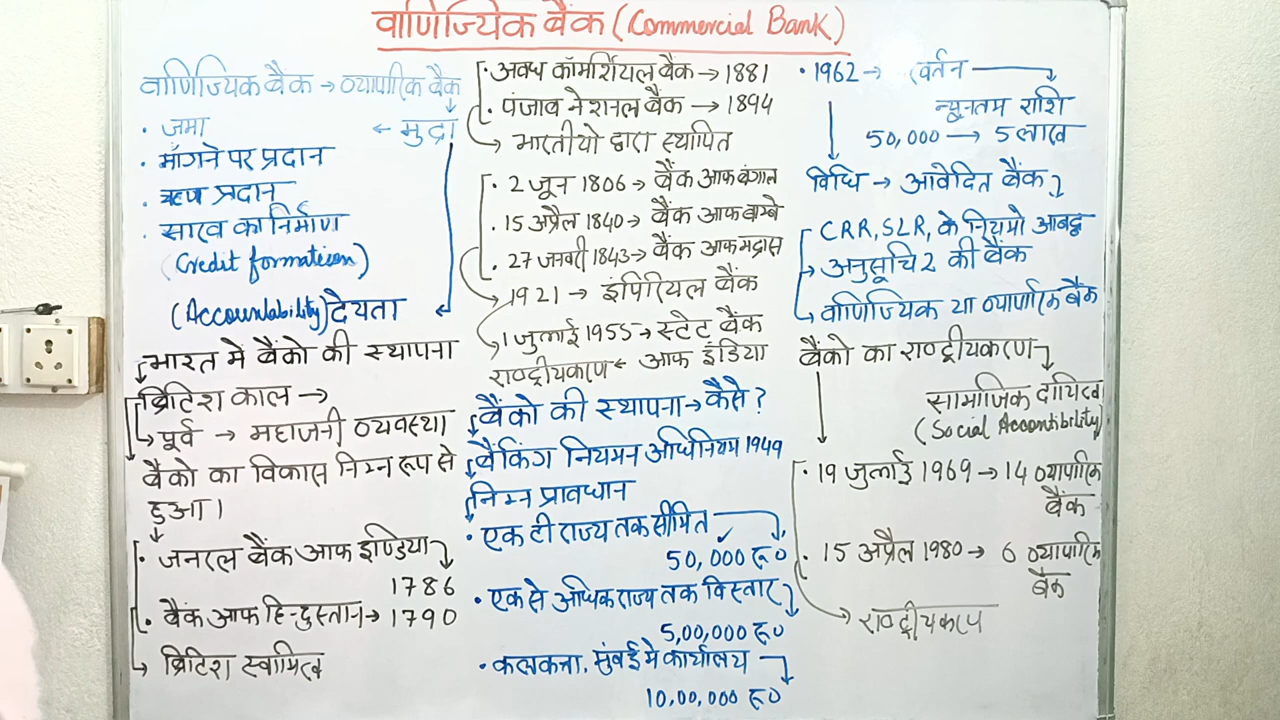 वाणिज्यिक बैंक (Commercial Bank)
वाणिज्यिक बैंक → व्यापारिक बैंक
← मुद्रा
• जमा
• माँगने पर प्रदान
• ऋण प्रदान
• साख का निर्माण
(Credit formation)
(Accountability) देयता
भारत मे बैंको की स्थापना
ब्रिटिश काल →
पूर्व → महाजनी व्यवस्था
बैंको का विकास निम्न रूप से
हुआ।
• जनरल बैंक आफ इण्डिया
1786
• बैंक आफ हिन्दुस्तान → 1790
→ ब्रिटिश स्वामित्व
• अवध कॉमर्शियल बैंक → 1881
• पंजाब नेशनल बैंक → 1894
→ भारतीयो द्वारा स्थापित
• 2 जून 1806 → बैंक आफ बंगाल
• 15 अप्रैल 1840 → बैंक आफ बाम्बे
• 27 जनवरी 1843 → बैंक आफ मद्रास
→ 1921 → इंपिरियल बैंक
→ 1 जुलाई 1955 → स्टेट बैंक
राष्ट्रीयकरण ← आफ इंडिया
बैंको की स्थापना → कैसे ?
बैंकिंग नियमन अधिनियम 1949
निम्न प्रावधान
• एक ही राज्य तक सीमित
50,000 रू०
• एक से अधिक राज्य तक विस्तार
5,00,000 रू०
• कलकत्ता, मुंबई मे कार्यालय
10,00,000 रू०
• 1962 →
न्यूनतम राशि
50,000 → 5 लाख
विधि → आवेदित बैंक
CRR, SLR, के नियमो आबद्ध
→ अनुसूचि 2 की बैंक
→ वाणिज्यिक या व्यापारिक बैंक
बैंको का राष्ट्रीयकरण
सामाजिक दायित्व
(Social Accontibility)
• 19 जुलाई 1969 → 14 व्यापारिक
बैंक
• 15 अप्रैल 1980 → 6 व्यापारिक
बैंक
→ राष्ट्रीयकरण